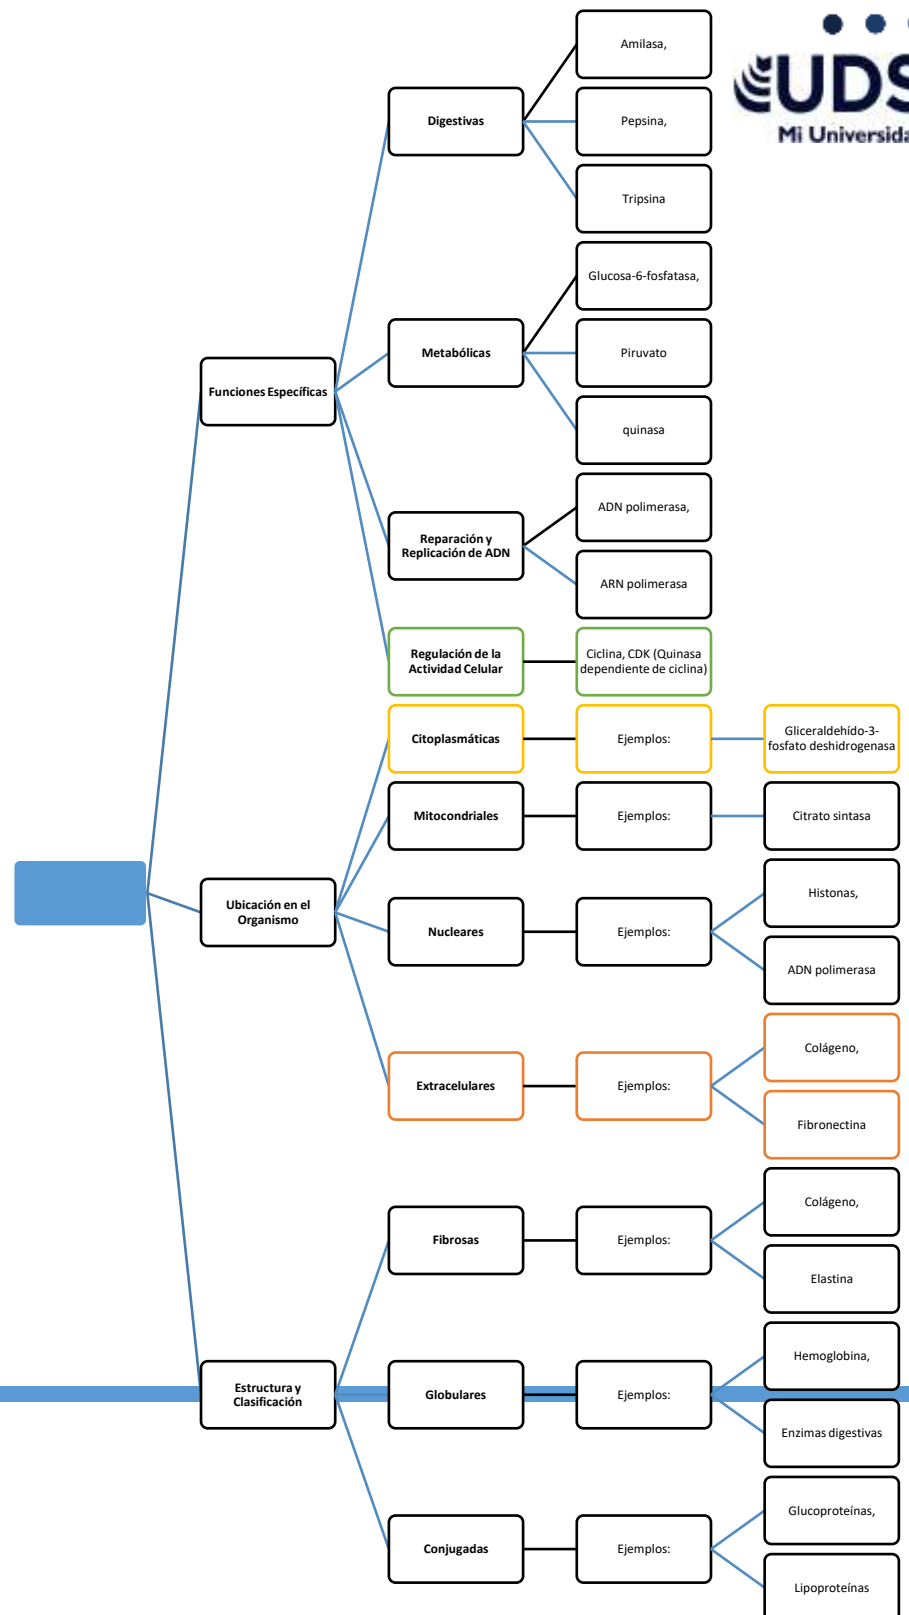 Amilasa,
UDS
Mi Universida
Digestivas
Pepsina,
Tripsina
Glucosa-6-fosfatasa,
Metabólicas
Piruvato
Funciones Específicas
quinasa
ADN polimerasa,
Reparación y
Replicación de ADN
ARN polimerasa
Regulación de la
Actividad Celular
Ciclina, CDK (Quinasa
dependiente de ciclina)
Citoplasmáticas
Ejemplos:
Gliceraldehído-3-
fosfato deshidrogenasa
Mitocondriales
Ejemplos:
Citrato sintasa
Ubicación en el
Organismo
Histonas,
Nucleares
Ejemplos:
ADN polimerasa
Colágeno,
Extracelulares
Ejemplos:
Fibronectina
Colágeno,
Fibrosas
Ejemplos:
Elastina
Hemoglobina,
Estructura y
Clasificación
Globulares
Ejemplos:
Enzimas digestivas
Glucoproteínas,
Conjugadas
Ejemplos:
Lipoproteínas